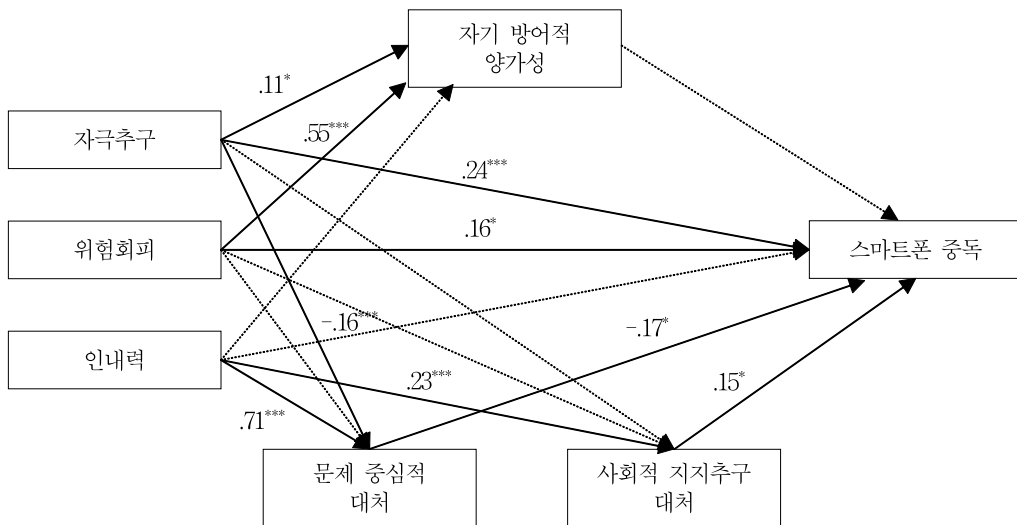 자기 방어적
양가성
.11*
자극추구
.55***
.24***
위험회피
.16*
스마트폰 중독
-.16***
-.17*
인내력
.23***
.15*
.71***
문제 중심적
대처
사회적 지지추구
대처